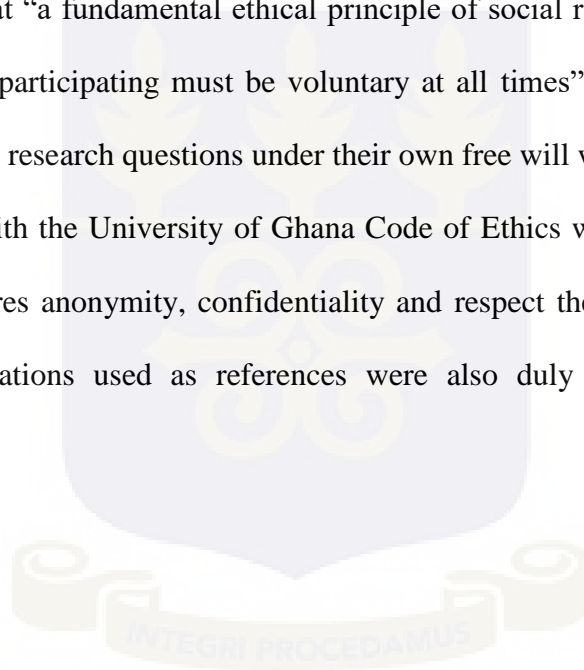 at “a fundamental ethical principle of social r
participating must be voluntary at all times”
research questions under their own free will
ith the University of Ghana Code of Ethics
res anonymity, confidentiality and respect the
ations used as references were also duly
INTEGRI PROCEDAMUS